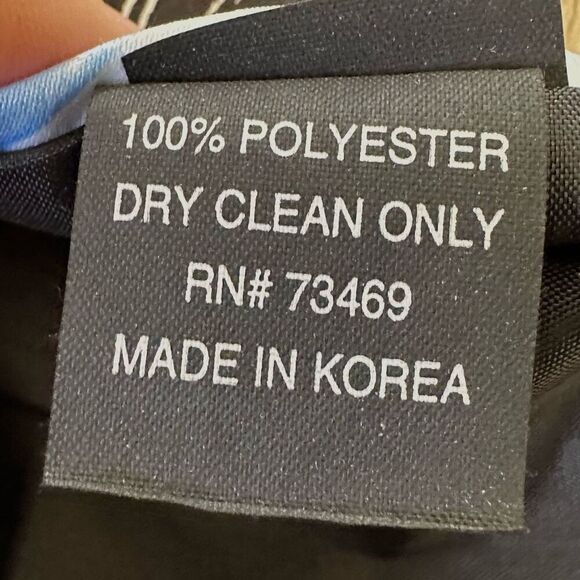 100% POLYESTER
DRY CLEAN ONLY
RN# 73469
MADE IN KOREA